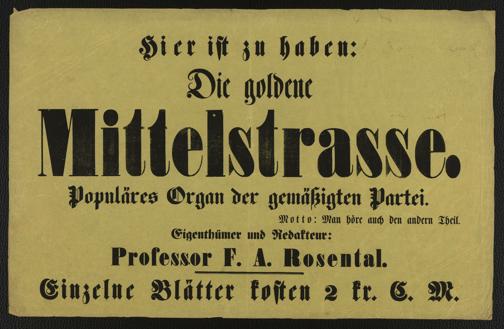 Hier ist zu haben:
Die goldene
Mittelstrasse.
Populäres Organ der gemäßigten Partei.
Motto: Man höre auch den andern Theil.
Eigenthümer und Redakteur:
Professor F. A. Rosental.
Einzelne Blätter kosten 2 kr. C. M.